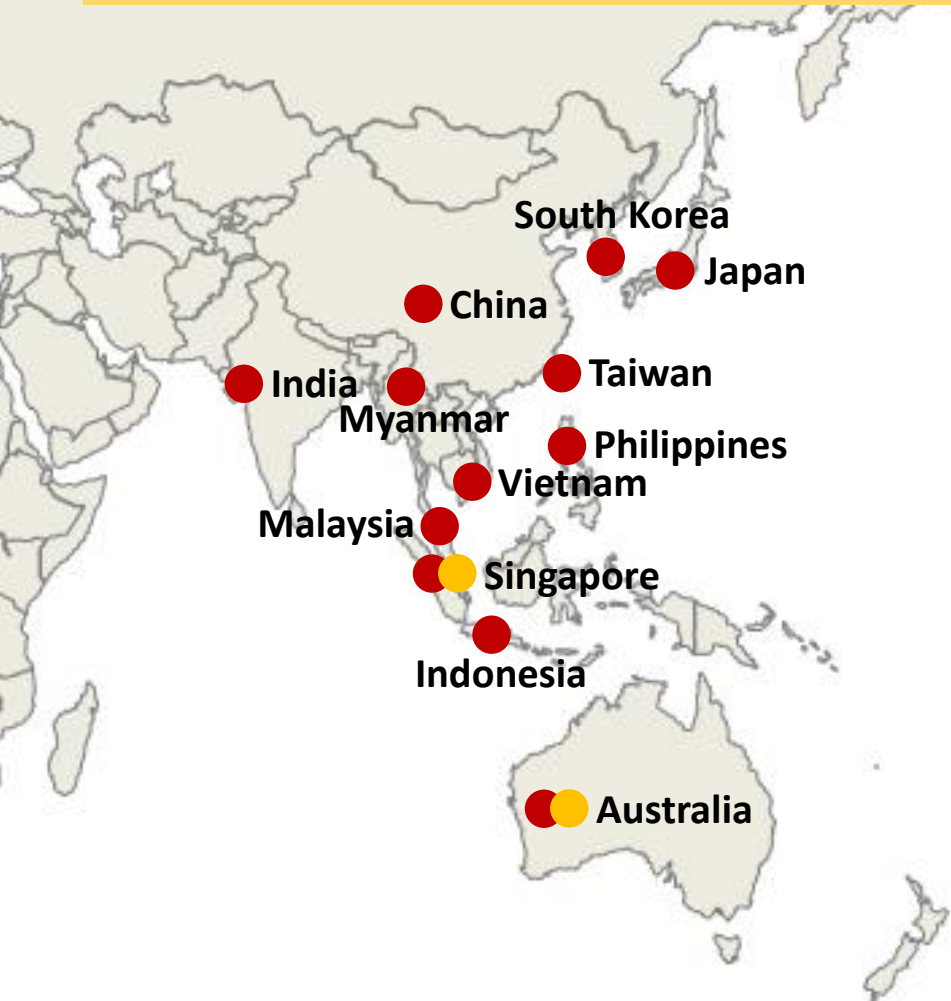 South Korea
Japan
China
Taiwan
India
Myanmar
Philippines
Vietnam
Malaysia
Singapore
Indonesia
Australia